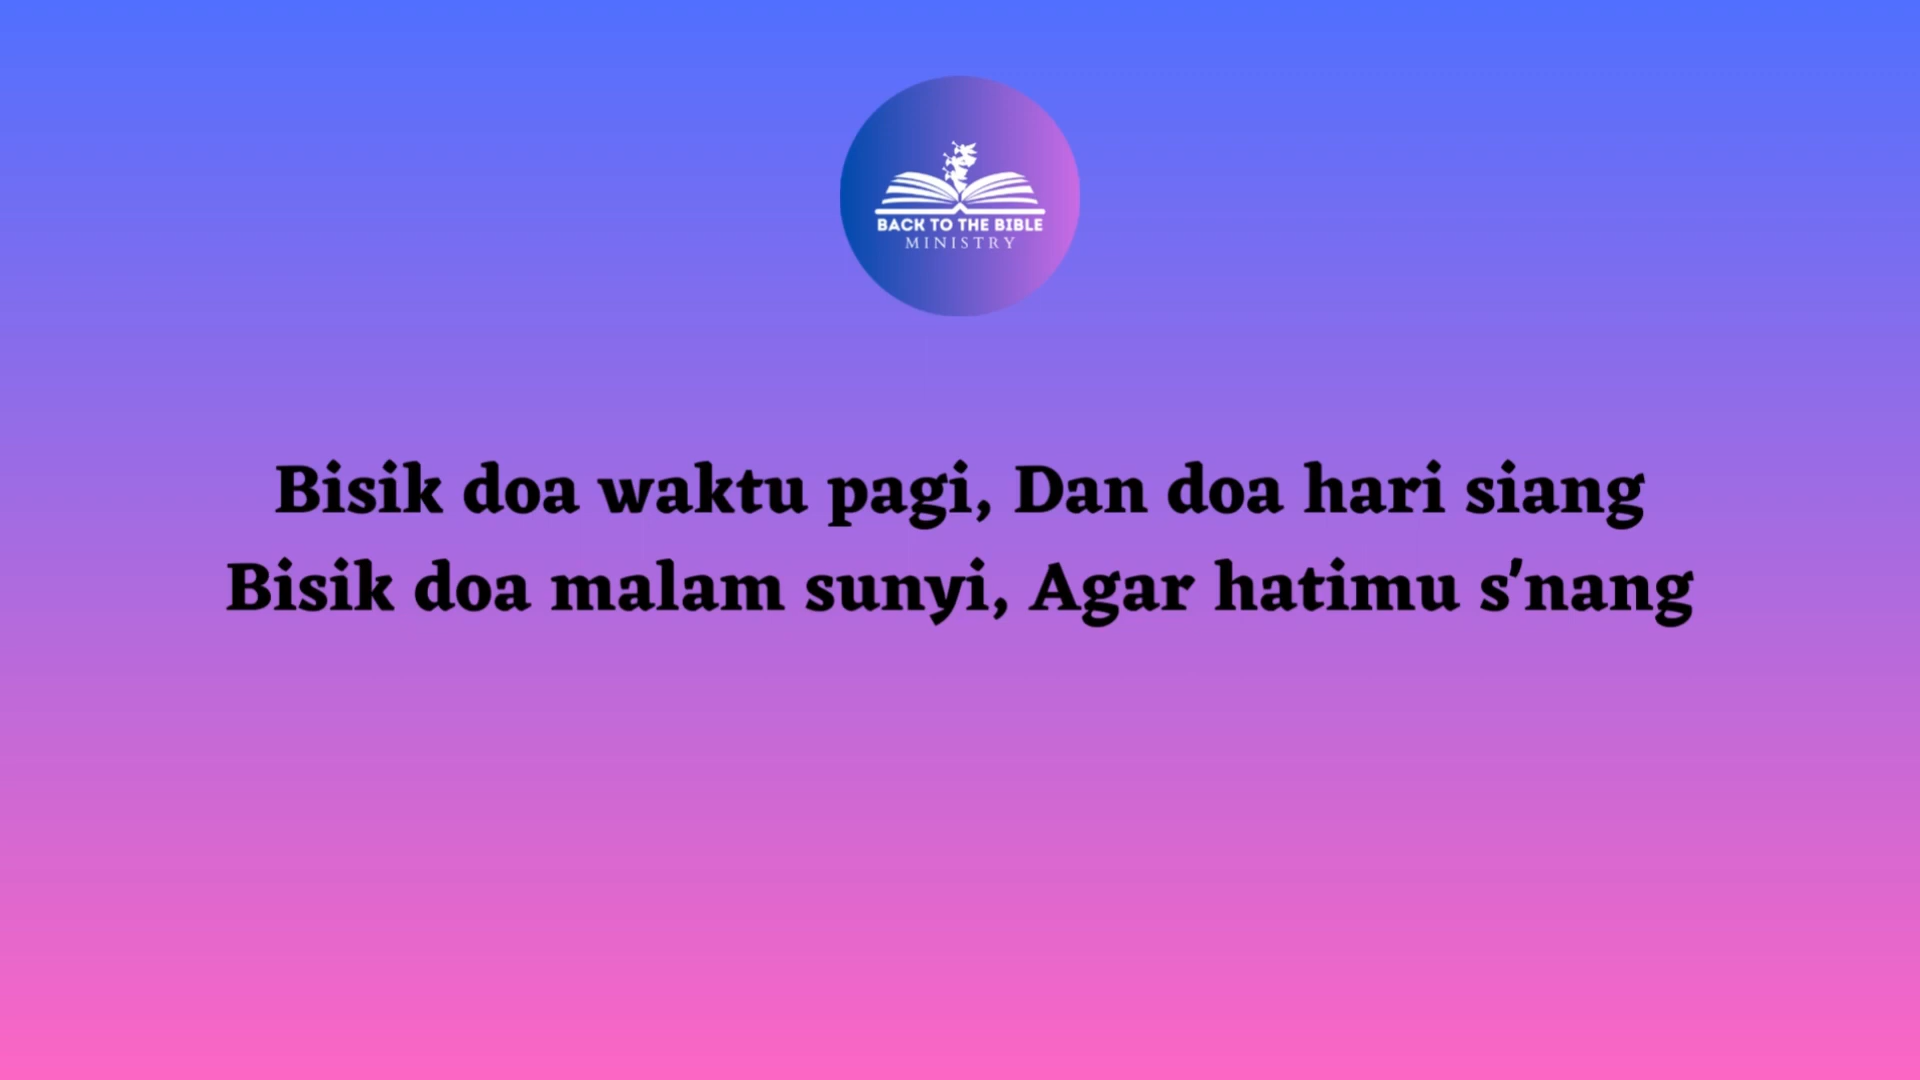 BACK TO THE BIBLE
MINISTRY
Bisik doa waktu pagi, Dan doa hari siang
Bisik doa malam sunyi, Agar hatimu s'nang